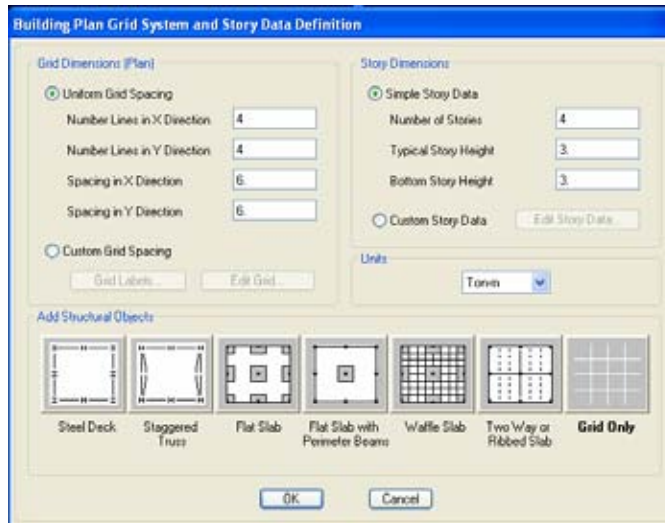 Building Plan Grid System and Story Data Definition
Grid Dimensions (Plan)
Uniform Grid Spacing
Number Lines in X Direction 4
Number Lines in Y Direction 4
Spacing in X Direction 6.
Spacing in Y Direction 6.
Custom Grid Spacing
Grid Labels... Edit Grid...
Story Dimensions
Simple Story Data
Number of Stories 4
Typical Story Height 3.
Bottom Story Height 3.
Custom Story Data Edit Story Data...
Units
Ton-m
Add Structural Objects
Steel Deck
Staggered
Truss
Flat Slab
Flat Slab with
Perimeter Beams
Waffle Slab
Two Way or
Ribbed Slab
Grid Only
OK Cancel